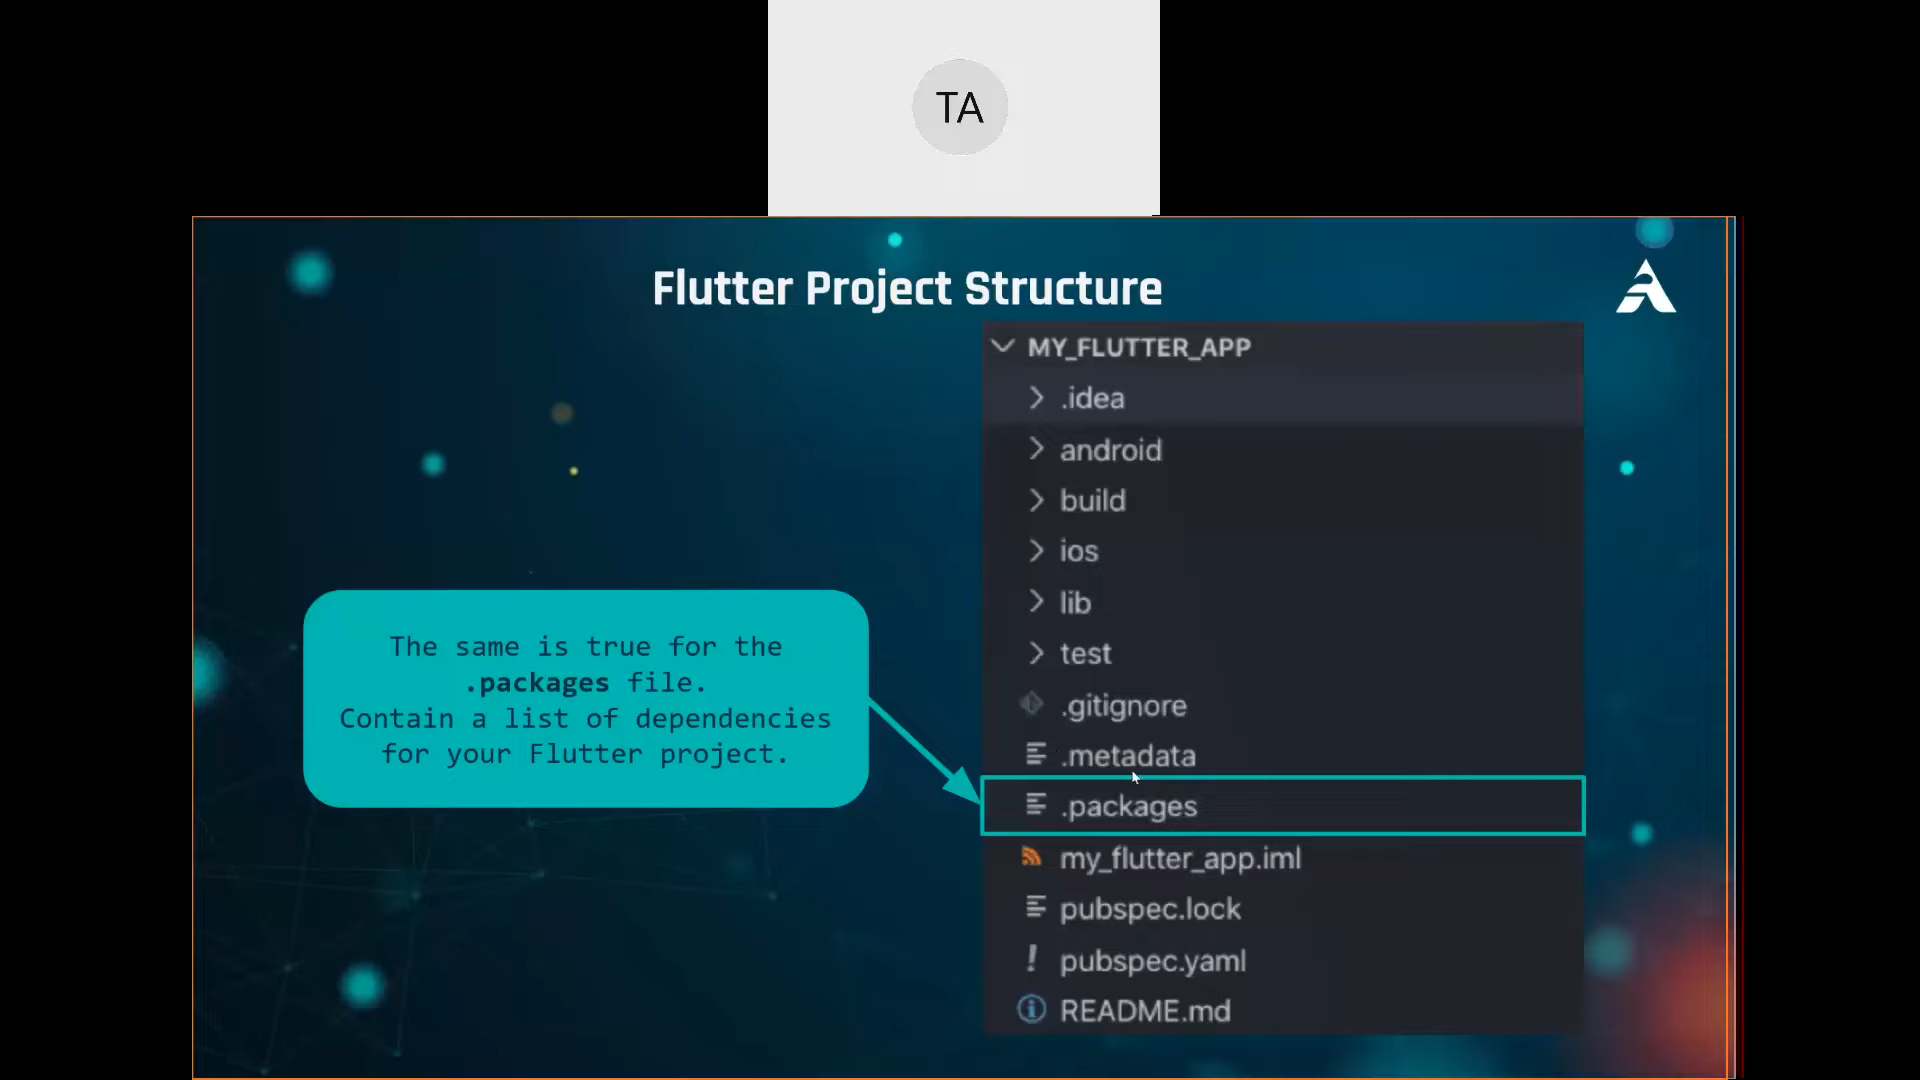 TA
Flutter Project Structure
MY_FLUTTER_APP
.idea
android
build
ios
lib
test
.gitignore
.metadata
.packages
my_flutter_app.iml
pubspec.lock
pubspec.yaml
README.md
The same is true for the
.packages file.
Contain a list of dependencies
for your Flutter project.